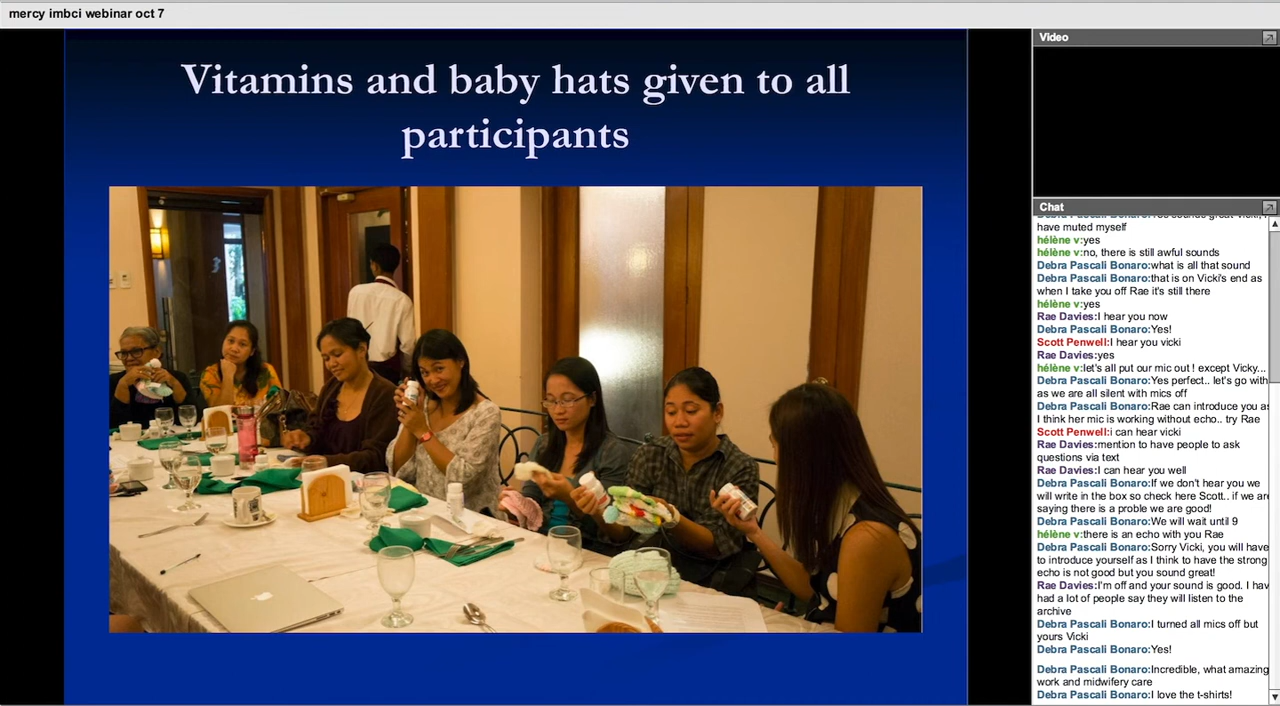 mercy imbci webinar oct 7
Vitamins and baby hats given to all
participants
Video
Chat
have muted myself
hélène v:yes
hélène v:no, there is still awful sounds
Debra Pascali Bonaro:what is all that sound
Debra Pascali Bonaro:that is on Vicki's end as
when I take you off Rae it's still there
hélène v:yes
Rae Davies:I hear you now
Debra Pascali Bonaro:Yes!
Scott Penwell:I hear you vicki
Rae Davies:yes
hélène v:let's all put our mic out ! except Vicky...
Debra Pascali Bonaro:Yes perfect.. let's go with
as we are all silent with mics off
Debra Pascali Bonaro:Rae can introduce you as
I think her mic is working without echo.. try Rae
Scott Penwell:i can hear vicki
Rae Davies:mention to have people to ask
questions via text
Rae Davies:I can hear you well
Debra Pascali Bonaro:If we don't hear you we
will write in the box so check here Scott.. if we are
saying there is a proble we are good!
Debra Pascali Bonaro:We will wait until 9
hélène v:there is an echo with you Rae
Debra Pascali Bonaro:Sorry Vicki, you will have
to introduce yourself as I think to have the strong
echo is not good but you sound great!
Rae Davies:I'm off and your sound is good. I hav
had a lot of people say they will listen to the
archive
Debra Pascali Bonaro:I turned all mics off but
yours Vicki
Debra Pascali Bonaro:Yes!
Debra Pascali Bonaro:Incredible, what amazing
work and midwifery care
Debra Pascali Bonaro:I love the t-shirts!